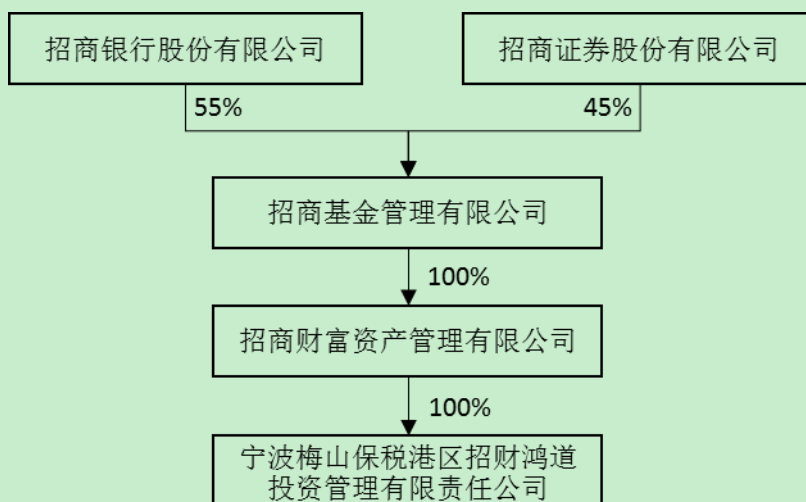 招商银行股份有限公司
招商证券股份有限公司
55%
45%
招商基金管理有限公司
100%
招商财富资产管理有限公司
100%
宁波梅山保税港区招财鸿道
投资管理有限责任公司